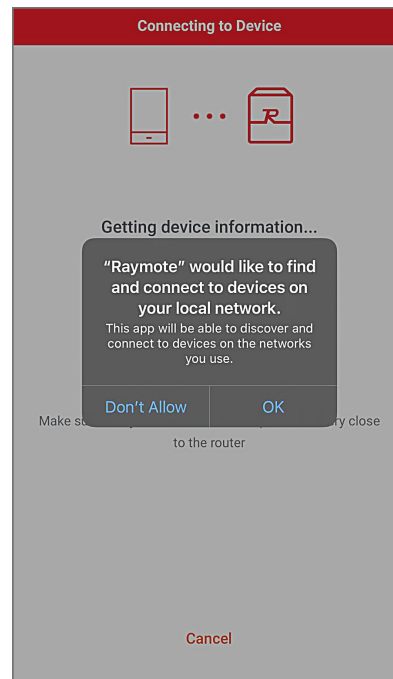 Connecting to Device
R
Getting device information...
“Raymote” would like to find
and connect to devices on
your local network.
This app will be able to discover and
connect to devices on the networks
you use.
Don’t Allow
OK
Make close
to the router
Cancel